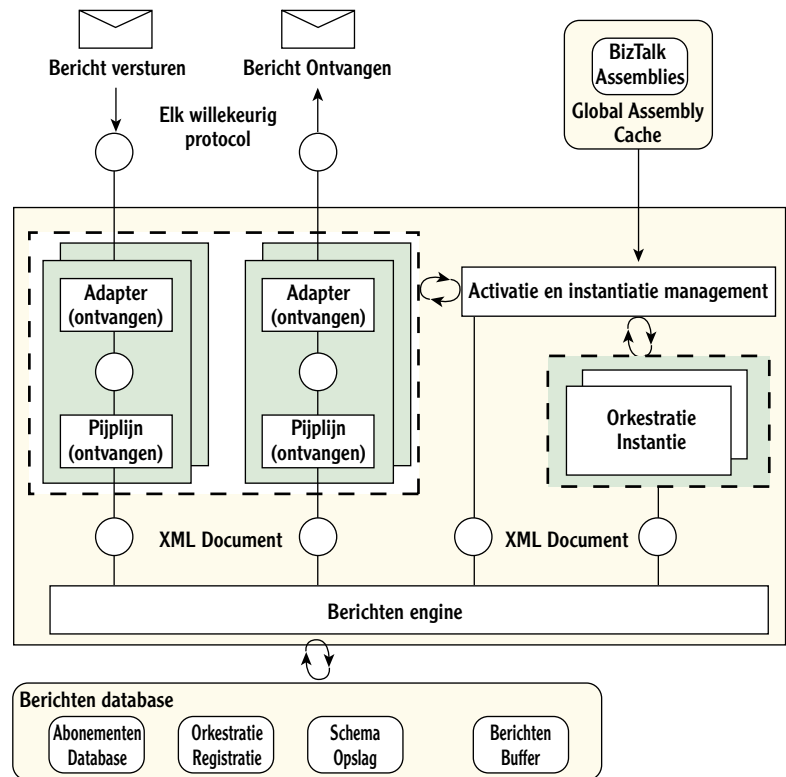 Bericht versturen
Bericht Ontvangen
Elk willekeurig
protocol
BizTalk
Assemblies
Global Assembly
Cache
Adapter
(ontvangen)
Pijplijn
(ontvangen)
Adapter
(ontvangen)
Pijplijn
(ontvangen)
Activatie en instantiatie management
Orkestratie
Instantie
XML Document
XML Document
Berichten engine
Berichten database
Abonementen
Database
Orkestratie
Registratie
Schema
Opslag
Berichten
Buffer